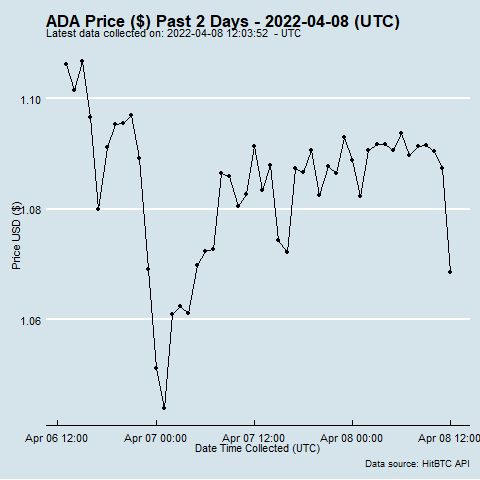 ADA Price ($) Past 2 Days - 2022-04-08 (UTC)
Latest data collected on: 2022-04-08 12:03:52 - UTC
1.10
1.08
1.06
Price USD ($)
Apr 06 12:00 Apr 07 00:00 Apr 07 12:00 Apr 08 00:00 Apr 08 12:00
Date Time Collected (UTC)
Data source: HitBTC API